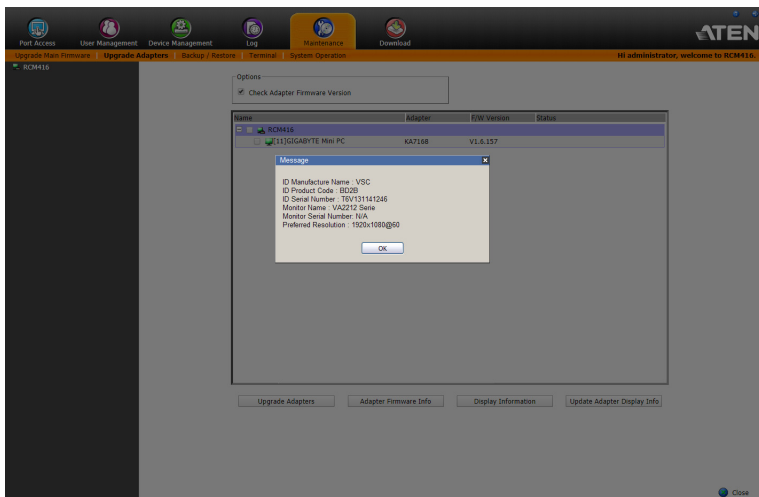 Port Access
User Management
Device Management
Log
Maintenance
Download
ATEN
Upgrade Main Firmware
Upgrade Adapters
Backup / Restore
Terminal
System Operation
Hi administrator, welcome to RCM416.
RCM416
Options
Check Adapter Firmware Version
Name Adapter F/W Version Status
RCM416
[11]GIGABYTE Mini PC KA7168 V1.6.157
Message
ID Manufacture Name : VSC
ID Product Code : BD2B
ID Serial Number : T6V131141246
Monitor Name : VA2212 Serie
Monitor Serial Number: N/A
Preferred Resolution : 1920x1080@60
OK
Upgrade Adapters
Adapter Firmware Info
Display Information
Update Adapter Display Info
Close